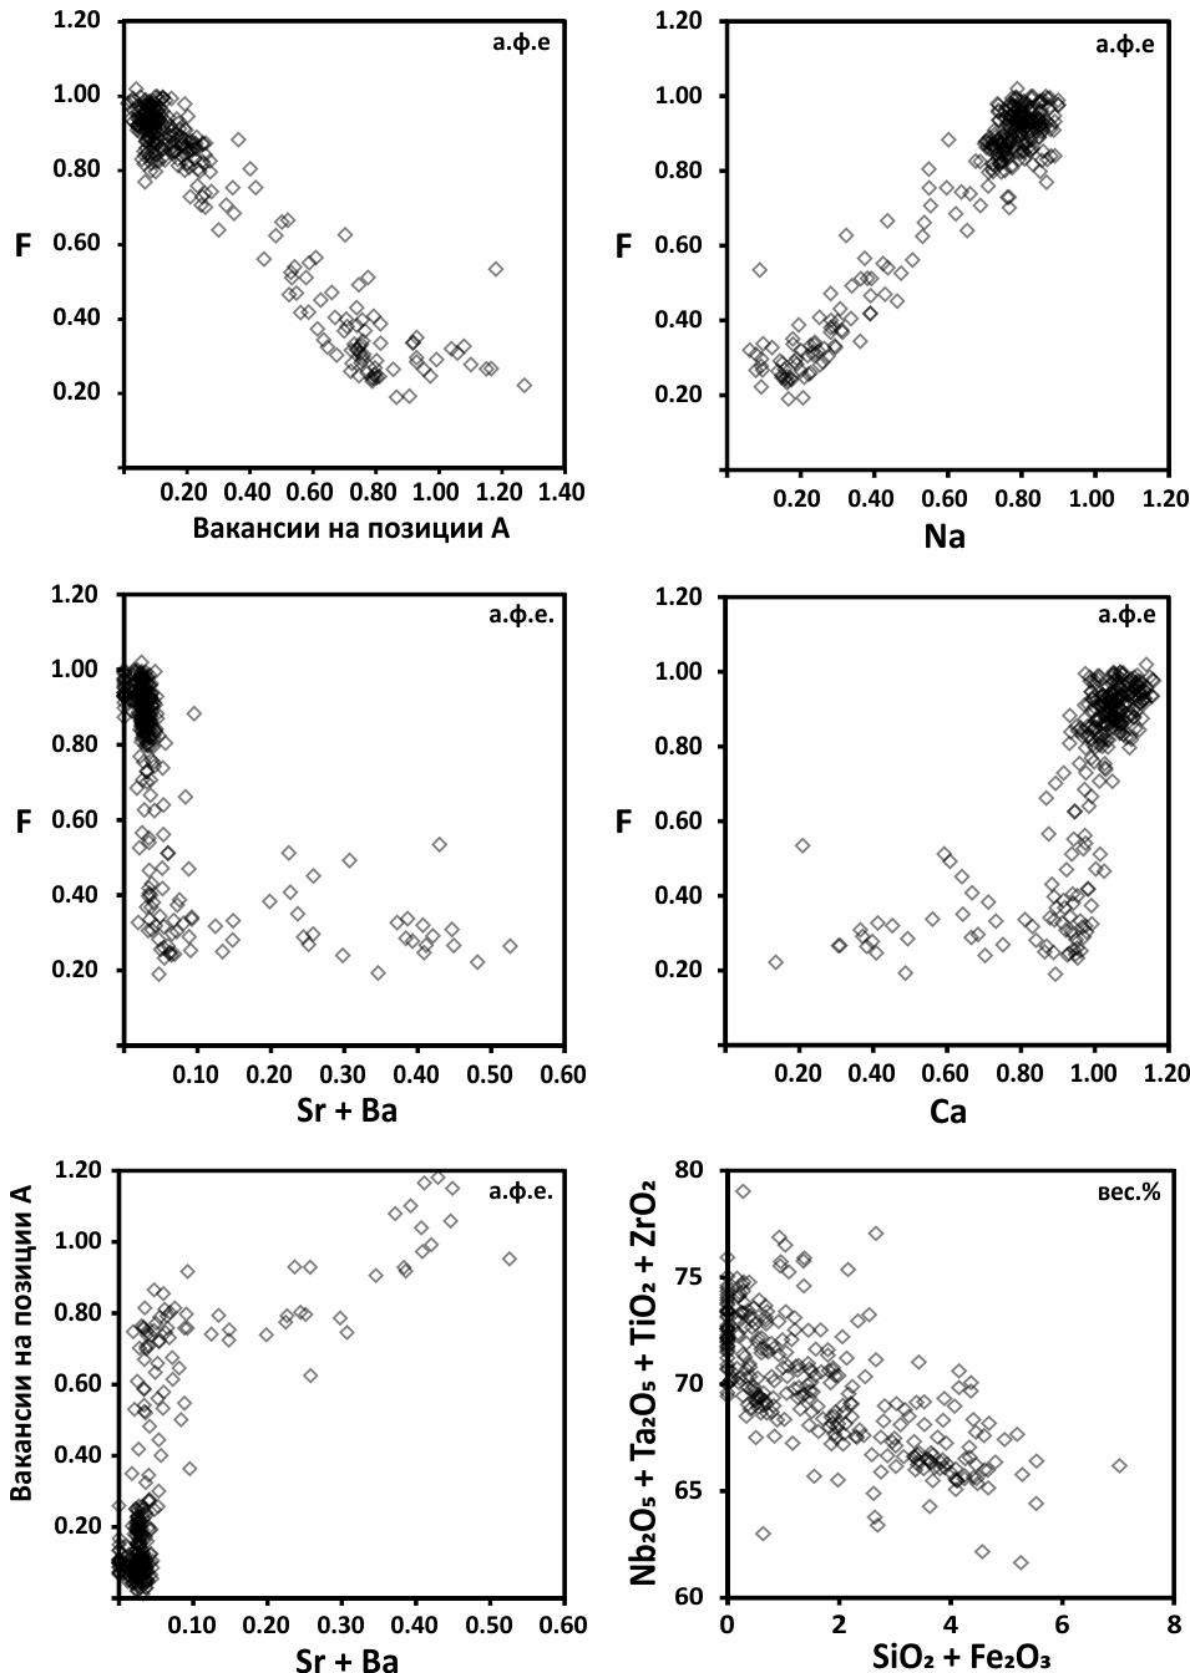 1.20
а.ф.е
1.00
0.80
F
0.60
0.40
0.20
0.20 0.40 0.60 0.80 1.00 1.20 1.40
Вакансии на позиции А
1.20
а.ф.е
1.00
0.80
F
0.60
0.40
0.20
0.20 0.40 0.60 0.80 1.00 1.20
Na
1.20
а.ф.е.
1.00
0.80
F
0.60
0.40
0.20
0.10 0.20 0.30 0.40 0.50 0.60
Sr + Ba
1.20
а.ф.е
1.00
0.80
F
0.60
0.40
0.20
0.20 0.40 0.60 0.80 1.00 1.20
Ca
1.20
а.ф.е.
1.00
0.80
Вакансии на позиции А
0.60
0.40
0.20
0.10 0.20 0.30 0.40 0.50 0.60
Sr + Ba
80
вес.%
75
Nb₂O₅ + Ta₂O₅ + TiO₂ + ZrO₂
70
65
60
0 2 4 6 8
SiO₂ + Fe₂O₃